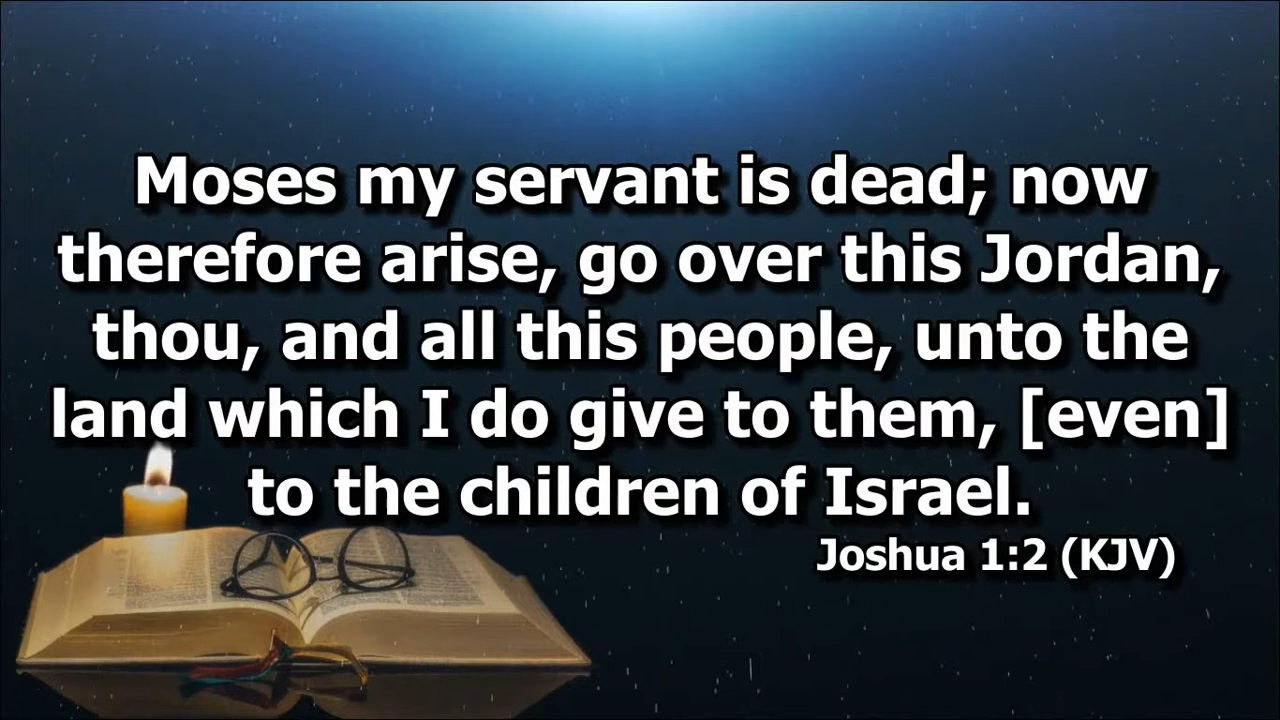 Moses my servant is dead; now
therefore arise, go over this Jordan,
thou, and all this people, unto the
land which I do give to them, [even]
to the children of Israel.
Joshua 1:2 (KJV)